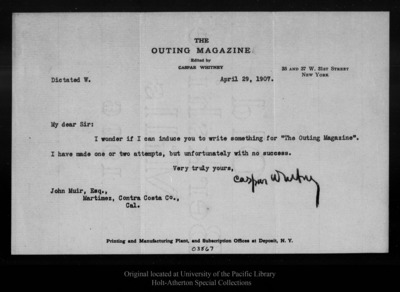 THE
OUTING MAGAZINE
Edited by
CASPAR WHITNEY
35 AND 37 W. 31ST STREET
NEW YORK
Dictated W.
April 29, 1907.
My dear Sir:
I wonder if I can induce you to write something for "The Outing Magazine".
I have made one or two attempts, but unfortunately with no success.
Very truly yours,
Caspar Whitney
John Muir, Esq.,
Martinez, Contra Costa Co.,
Cal.
Printing and Manufacturing Plant, and Subscription Offices at Deposit, N. Y.
03867
Original located at University of the Pacific Library
Holt-Atherton Special Collections